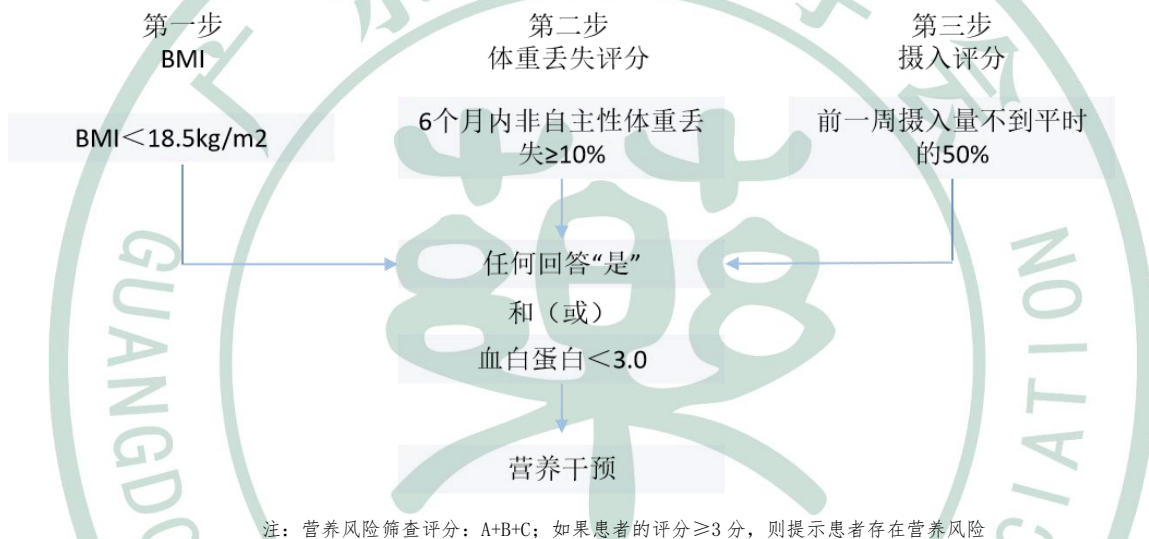 第一步
BMI
第二步
体重丢失评分
第三步
摄入评分
BMI＜18.5kg/m2
6个月内非自主性体重丢
失≥10%
前一周摄入量不到平时
的50%
任何回答“是”
和（或）
血白蛋白＜3.0
营养干预
注：营养风险筛查评分：A+B+C；如果患者的评分≥3 分，则提示患者存在营养风险
广
会
藥
GUANGDO
CIATION